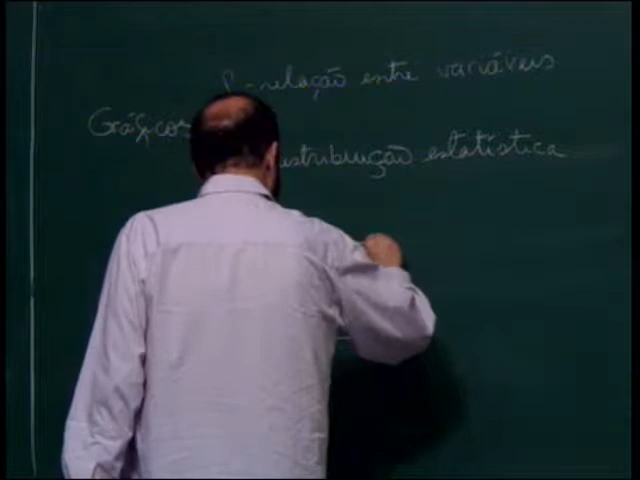 relação entre variáveis
Gráficos
estatística